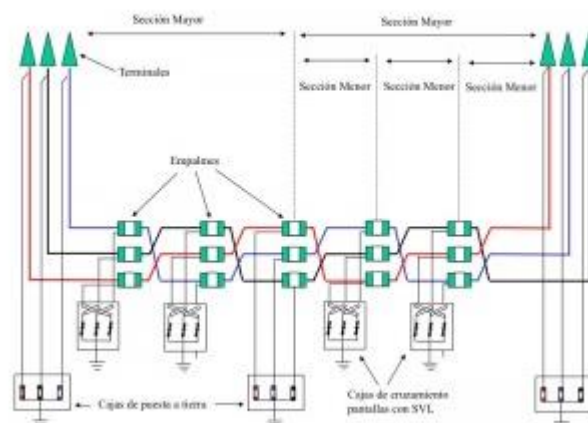 Sección Mayor
Sección Mayor
Terminales
Sección Menor
Sección Menor
Sección Menor
Empalmes
Cajas de puesta a tierra
Cajas de cruzamiento
pantallas con SVL